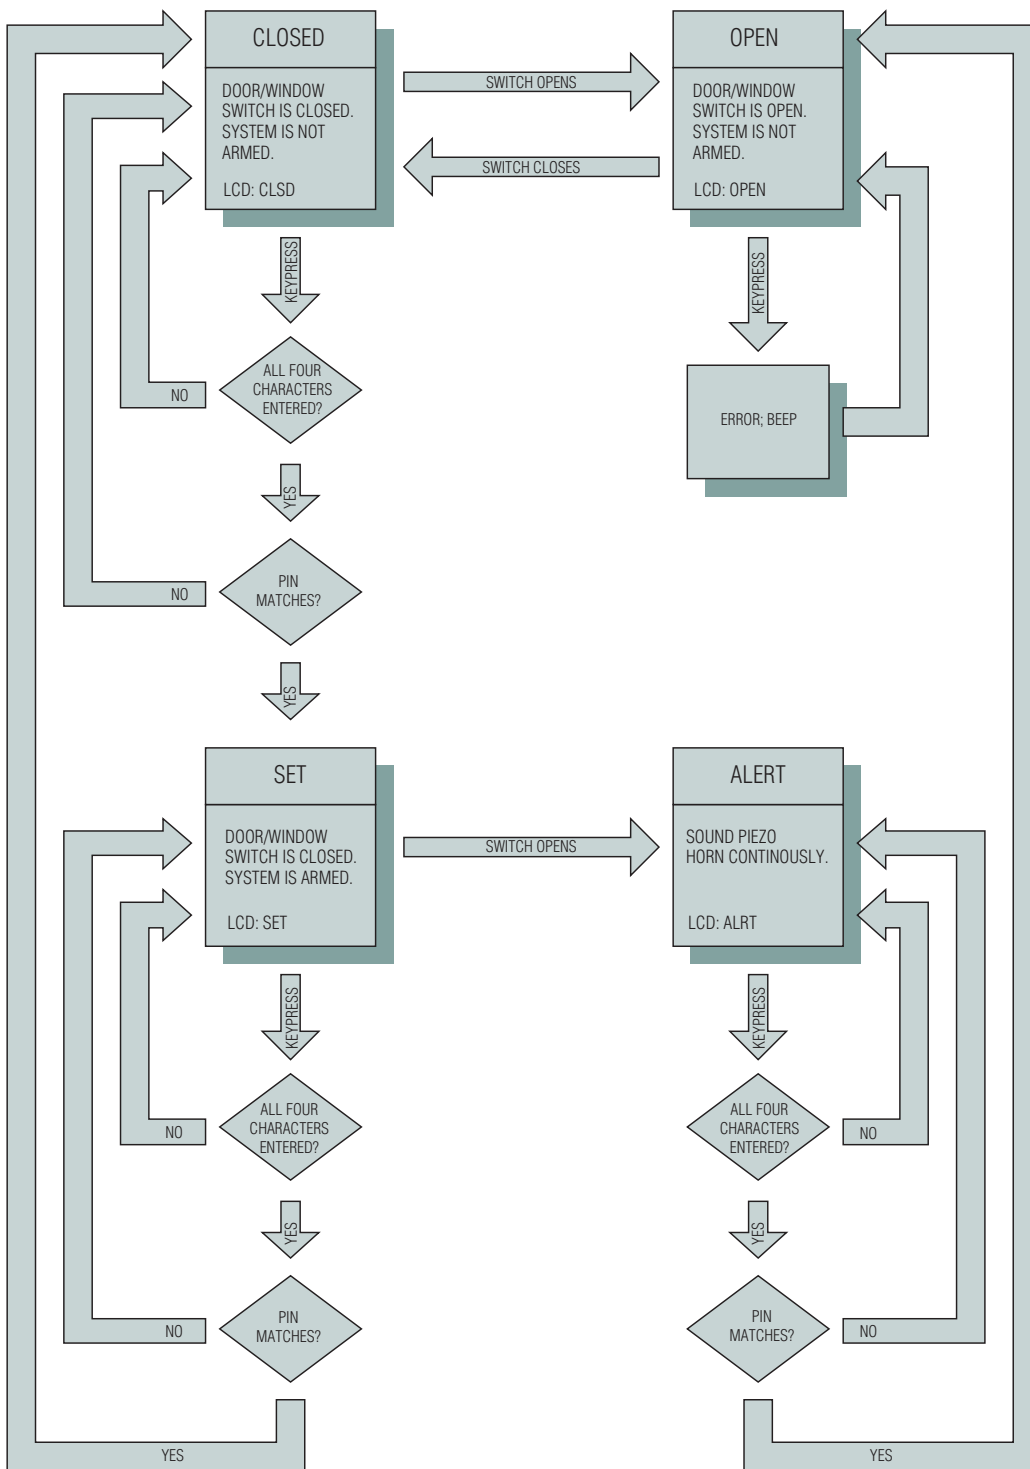 CLOSED
DOOR/WINDOW
SWITCH IS CLOSED.
SYSTEM IS NOT
ARMED.
LCD: CLSD
SWITCH OPENS
SWITCH CLOSES
OPEN
DOOR/WINDOW
SWITCH IS OPEN.
SYSTEM IS NOT
ARMED.
LCD: OPEN
KEYPRESS
KEYPRESS
ALL FOUR
CHARACTERS
ENTERED?
NO
ERROR; BEEP
YES
PIN
MATCHES?
NO
YES
SET
DOOR/WINDOW
SWITCH IS CLOSED.
SYSTEM IS ARMED.
LCD: SET
SWITCH OPENS
ALERT
SOUND PIEZO
HORN CONTINOUSLY.
LCD: ALRT
KEYPRESS
KEYPRESS
ALL FOUR
CHARACTERS
ENTERED?
NO
ALL FOUR
CHARACTERS
ENTERED?
NO
YES
YES
PIN
MATCHES?
NO
PIN
MATCHES?
NO
YES
YES